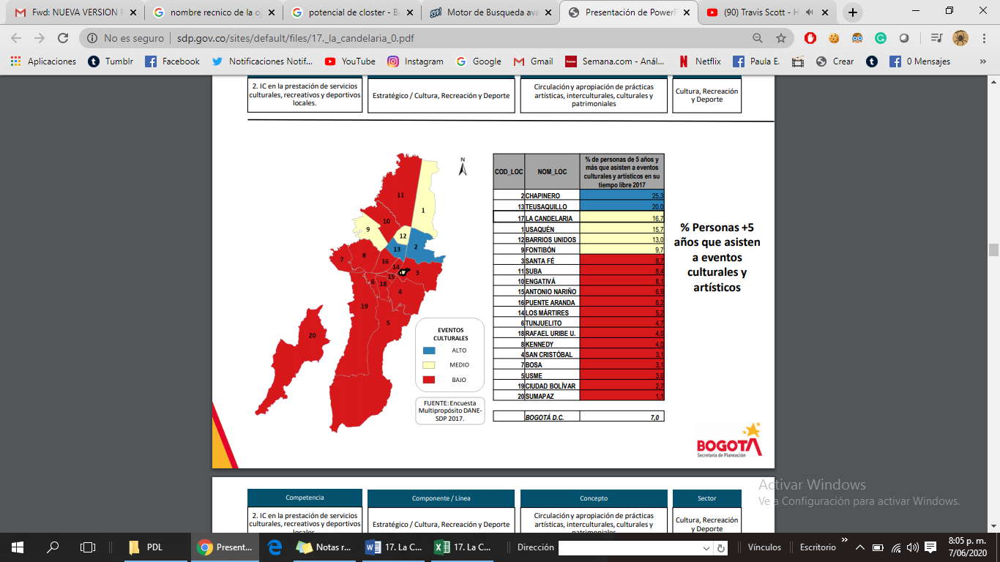 Fwd: NUEVA VERSION P
nombre recnico de la oj
potencial de closter - B
Motor de Busqueda ava
Presentación de PowerP
(90) Travis Scott - H
No es seguro | sdp.gov.co/sites/default/files/17._la_candelaria_0.pdf
Aplicaciones
Tumblr
Facebook
Notificaciones Notif...
YouTube
Instagram
Google
Gmail
Semana.com - Anál...
Netflix
Paula E.
Crear
0 Mensajes
2. IC en la prestación de servicios
culturales, recreativos y deportivos
locales.
Estratégico / Cultura, Recreación y Deporte
Circulación y apropiación de prácticas
artísticas, interculturales, culturales y
patrimoniales
Cultura, Recreación
y Deporte
N
11
1
10
9
12
13
2
8
7
16
14
3
15
6
18
4
19
5
20
EVENTOS
CULTURALES
ALTO
MEDIO
BAJO
FUENTE: Encuesta
Multipropósito DANE-
SDP 2017.
COD_LOC NOM_LOC % de personas de 5 años y
más que asisten a eventos
culturales y artísticos en su
tiempo libre 2017
2 CHAPINERO 25,3
13 TEUSAQUILLO 20,0
17 LA CANDELARIA 16,7
1 USAQUÉN 15,7
12 BARRIOS UNIDOS 13,0
9 FONTIBÓN 9,7
3 SANTA FÉ 8,7
11 SUBA 8,4
10 ENGATIVÁ 8,1
15 ANTONIO NARIÑO 6,9
16 PUENTE ARANDA 6,2
14 LOS MÁRTIRES 5,2
6 TUNJUELITO 4,7
18 RAFAEL URIBE U. 4,0
8 KENNEDY 4,0
4 SAN CRISTÓBAL 3,1
7 BOSA 3,1
5 USME 3,0
19 CIUDAD BOLÍVAR 2,7
20 SUMAPAZ 1,1
BOGOTÁ D.C. 7,0
% Personas +5
años que asisten
a eventos
culturales y
artísticos
BOGOTÁ
Secretaría de Planeación
Competencia
Componente / Línea
Concepto
Sector
2. IC en la prestación de servicios
culturales, recreativos y deportivos
locales.
Estratégico / Cultura, Recreación y Deporte
Circulación y apropiación de prácticas
artísticas, interculturales, culturales y
patrimoniales
Cultura, Recreación
y Deporte
Activar Windows
Ve a Configuración para activar Windows.
PDL
Present...
Notas r...
17. La C...
17. La C...
Dirección
Vínculos
Escritorio
8:05 p. m.
7/06/2020